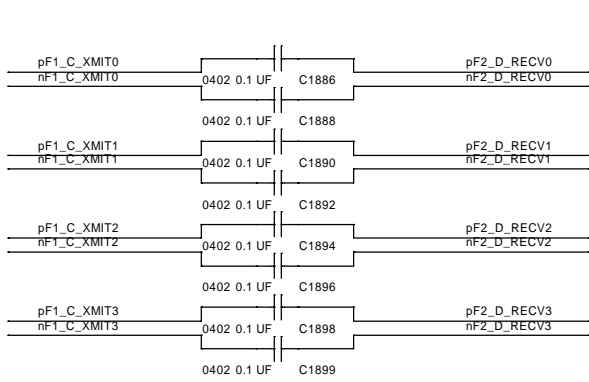 pF1_C_XMIT0 pF2_D_RECV0
nF1_C_XMIT0 0402 0.1 UF C1886 nF2_D_RECV0
0402 0.1 UF C1888
pF1_C_XMIT1 pF2_D_RECV1
nF1_C_XMIT1 0402 0.1 UF C1890 nF2_D_RECV1
0402 0.1 UF C1892
pF1_C_XMIT2 pF2_D_RECV2
nF1_C_XMIT2 0402 0.1 UF C1894 nF2_D_RECV2
0402 0.1 UF C1896
pF1_C_XMIT3 pF2_D_RECV3
nF1_C_XMIT3 0402 0.1 UF C1898 nF2_D_RECV3
0402 0.1 UF C1899